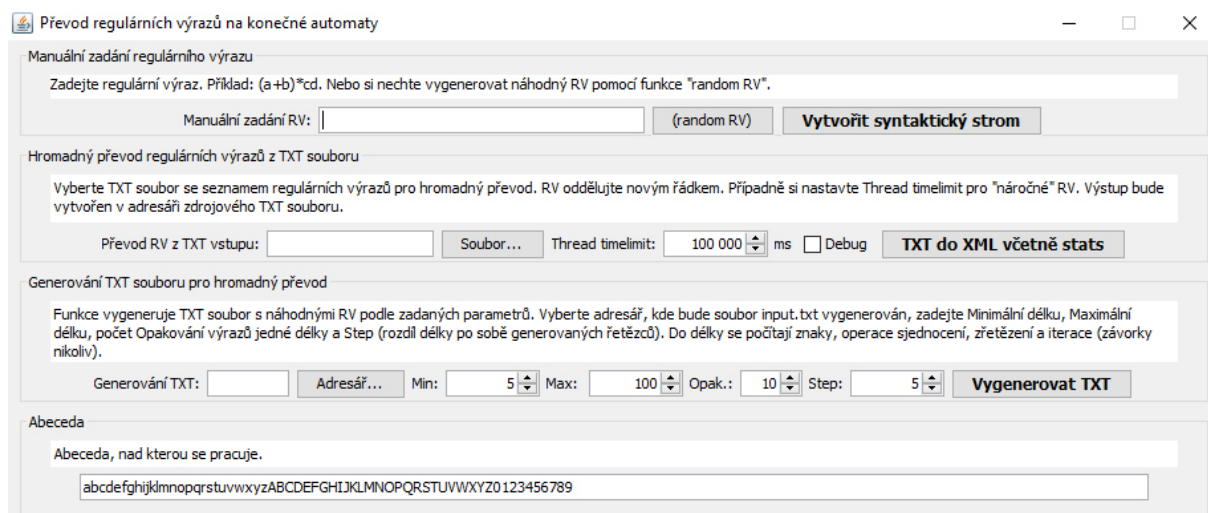 Převod regulárních výrazů na konečné automaty
Manuální zadání regulárního výrazu
Zadejte regulární výraz. Příklad: (a+b)*cd. Nebo si nechte vygenerovat náhodný RV pomocí funkce "random RV".
Manuální zadání RV: (random RV) Vytvořit syntaktický strom
Hromadný převod regulárních výrazů z TXT souboru
Vyberte TXT soubor se seznamem regulárních výrazů pro hromadný převod. RV oddělujte novým řádkem. Případně si nastavte Thread timelimit pro "náročné" RV. Výstup bude
vytvořen v adresáři zdrojového TXT souboru.
Převod RV z TXT vstupu: Soubor... Thread timelimit: 100 000 ms Debug TXT do XML včetně stats
Generování TXT souboru pro hromadný převod
Funkce vygeneruje TXT soubor s náhodnými RV podle zadaných parametrů. Vyberte adresář, kde bude soubor input.txt vygenerován, zadejte Minimální délku, Maximální
délku, počet Opakování výrazů jedné délky a Step (rozdíl délky po sobě generovaných řetězců). Do délky se počítají znaky, operace sjednocení, zřetězení a iterace (závorky
nikoliv).
Generování TXT: Adresář... Min: 5 Max: 100 Opak.: 10 Step: 5 Vygenerovat TXT
Abeceda
Abeceda, nad kterou se pracuje.
abcdefghijklmnopqrstuvwxyzABCDEFGHIJKLMNOPQRSTUVWXYZ0123456789